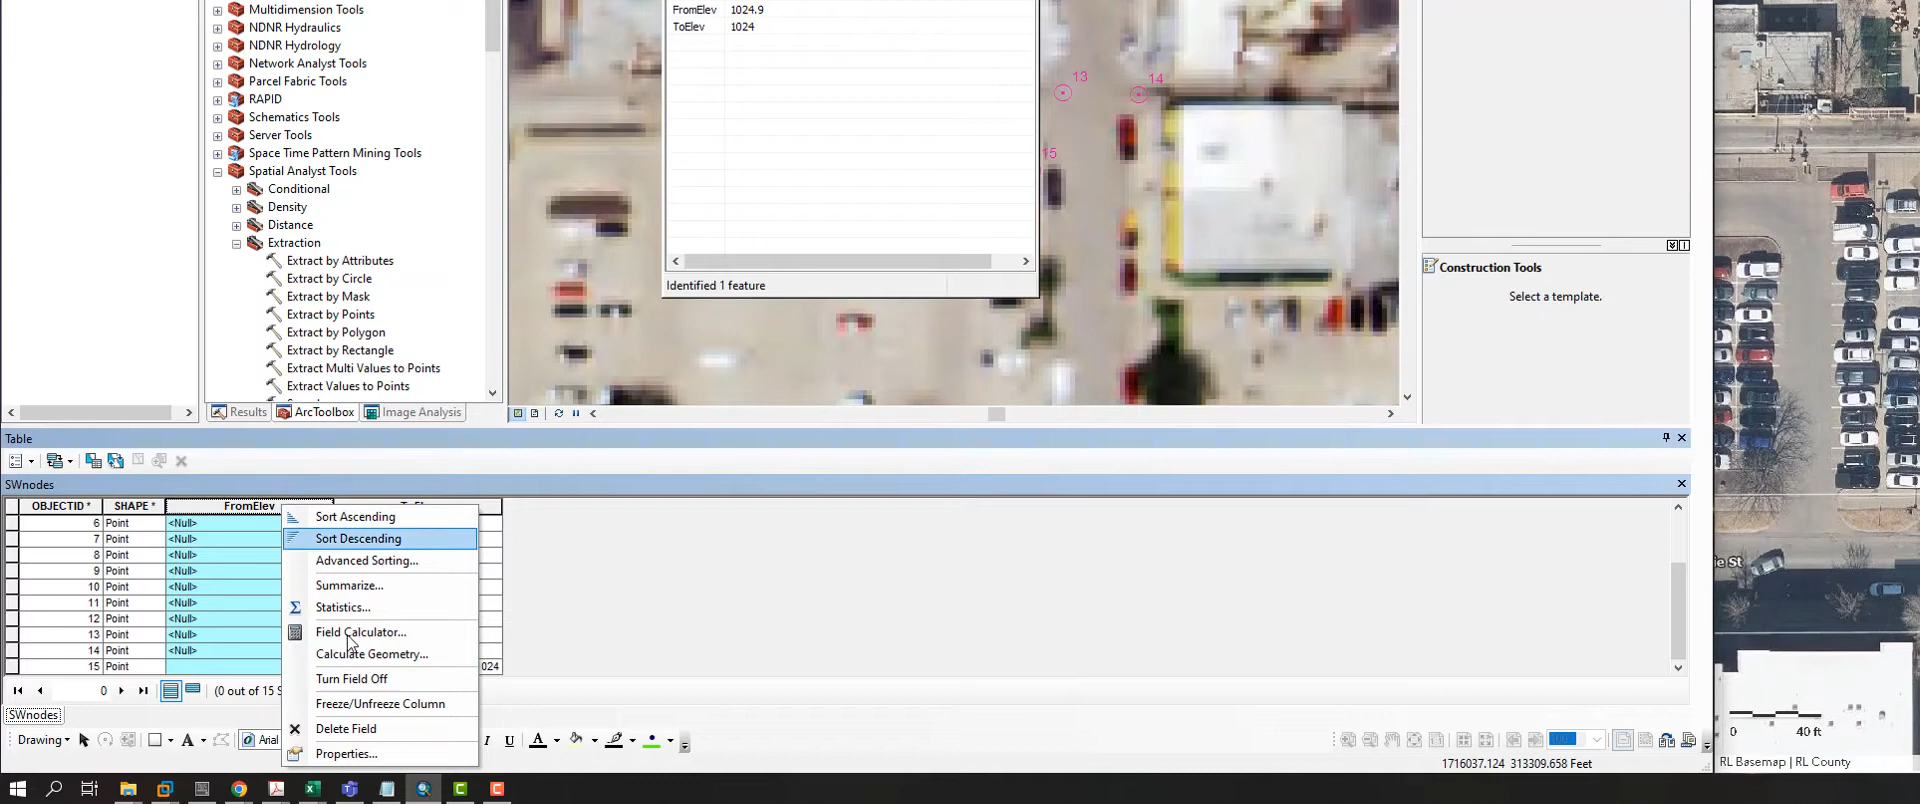 Multidimension Tools
NDNR Hydraulics
NDNR Hydrology
Network Analyst Tools
Parcel Fabric Tools
RAPID
Schematics Tools
Server Tools
Space Time Pattern Mining Tools
Spatial Analyst Tools
Conditional
Density
Distance
Extraction
Extract by Attributes
Extract by Circle
Extract by Mask
Extract by Points
Extract by Polygon
Extract by Rectangle
Extract Multi Values to Points
Extract Values to Points
Results ArcToolbox Image Analysis
FromElev 1024.9
ToElev 1024
Identified 1 feature
13
14
15
Construction Tools
Select a template.
Table
SWnodes
OBJECTID * SHAPE * FromElev
6 Point <Null>
7 Point <Null>
8 Point <Null>
9 Point <Null>
10 Point <Null>
11 Point <Null>
12 Point <Null>
13 Point <Null>
14 Point <Null>
15 Point 024
Sort Ascending
Sort Descending
Advanced Sorting...
Summarize...
Statistics...
Field Calculator...
Calculate Geometry...
Turn Field Off
Freeze/Unfreeze Column
Delete Field
Properties...
0 (0 out of 15 S
SWnodes
Drawing A Arial I U A
1716037.124 313309.658 Feet
ie St
0 40 ft
RL Basemap | RL County